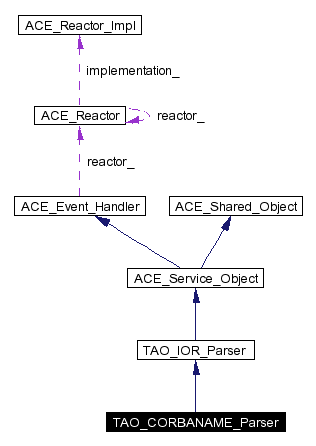 ACE_Reactor_Impl
implementation_
ACE_Reactor
reactor_
reactor_
ACE_Event_Handler
ACE_Shared_Object
ACE_Service_Object
TAO_IOR_Parser
TAO_CORBANAME_Parser